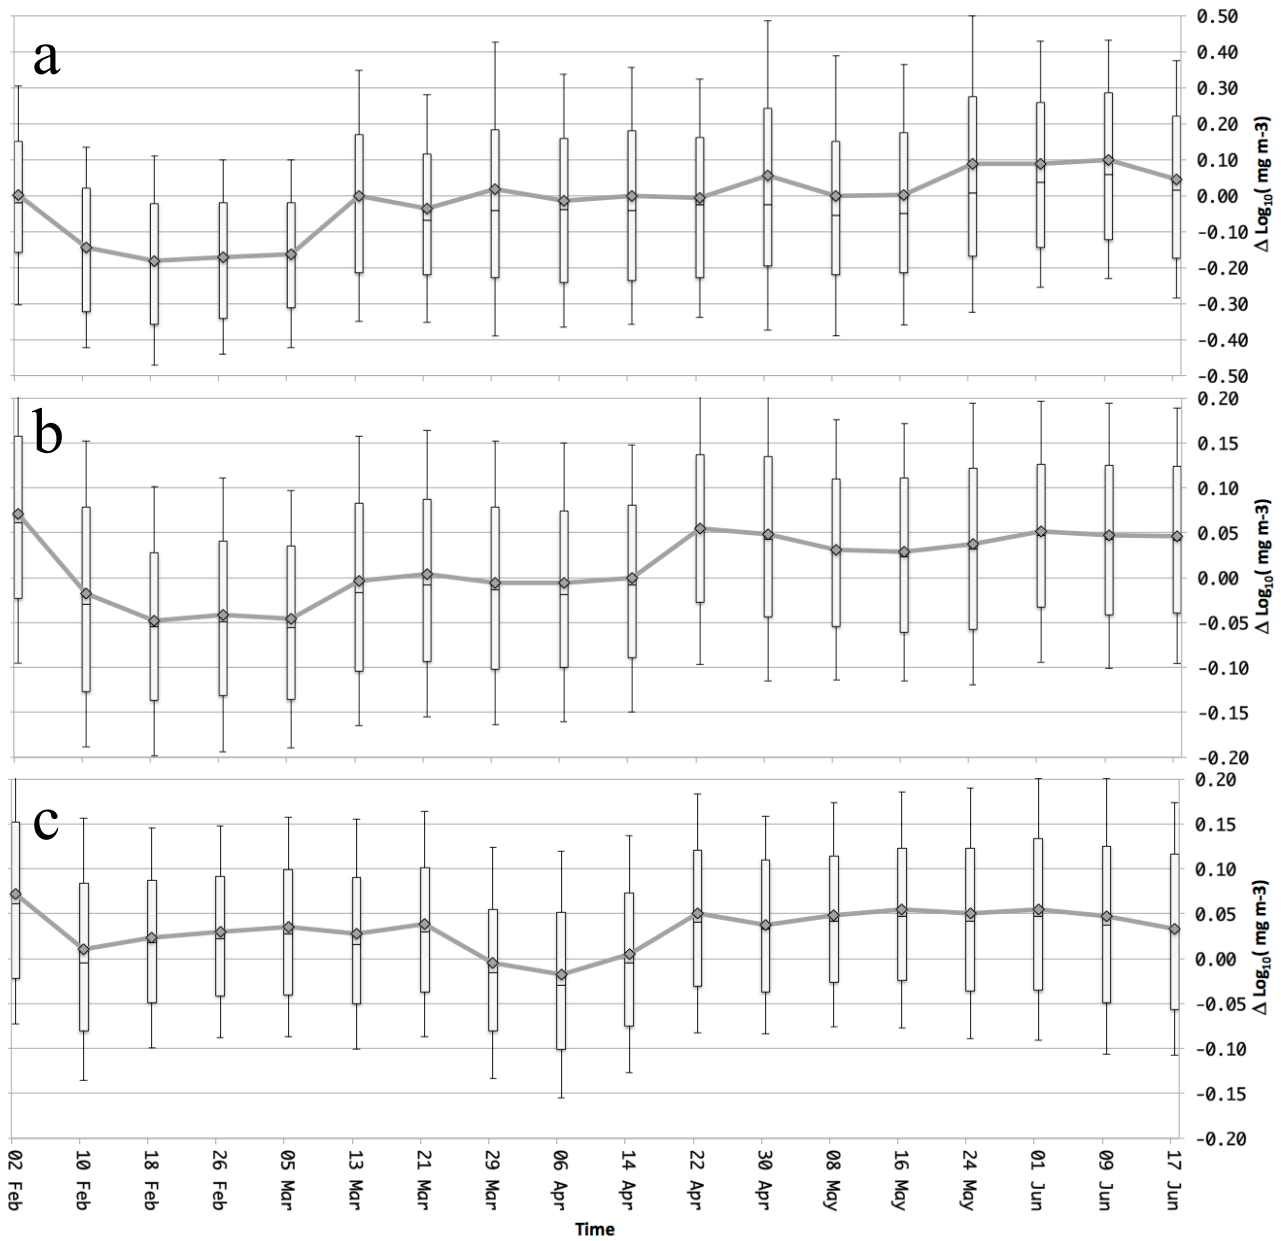 a
0.50
0.40
0.30
0.20
0.10
0.00
-0.10
-0.20
-0.30
-0.40
-0.50
Δ Log10( mg m-3)
b
0.20
0.15
0.10
0.05
0.00
-0.05
-0.10
-0.15
-0.20
Δ Log10( mg m-3)
c
0.20
0.15
0.10
0.05
0.00
-0.05
-0.10
-0.15
-0.20
Δ Log10( mg m-3)
02 Feb
10 Feb
18 Feb
26 Feb
05 Mar
13 Mar
21 Mar
29 Mar
06 Apr
14 Apr
22 Apr
30 Apr
08 May
16 May
24 May
01 Jun
09 Jun
17 Jun
Time